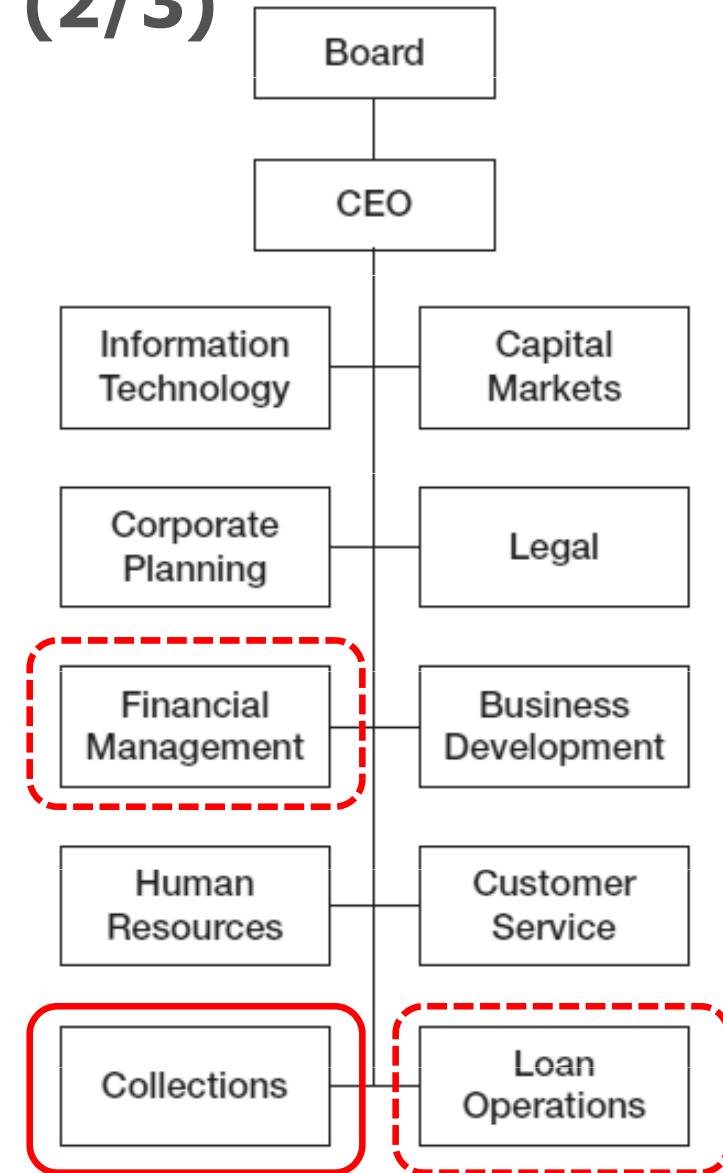 (2/3)
Board
CEO
Information
Technology
Capital
Markets
Corporate
Planning
Legal
Financial
Management
Business
Development
Human
Resources
Customer
Service
Collections
Loan
Operations